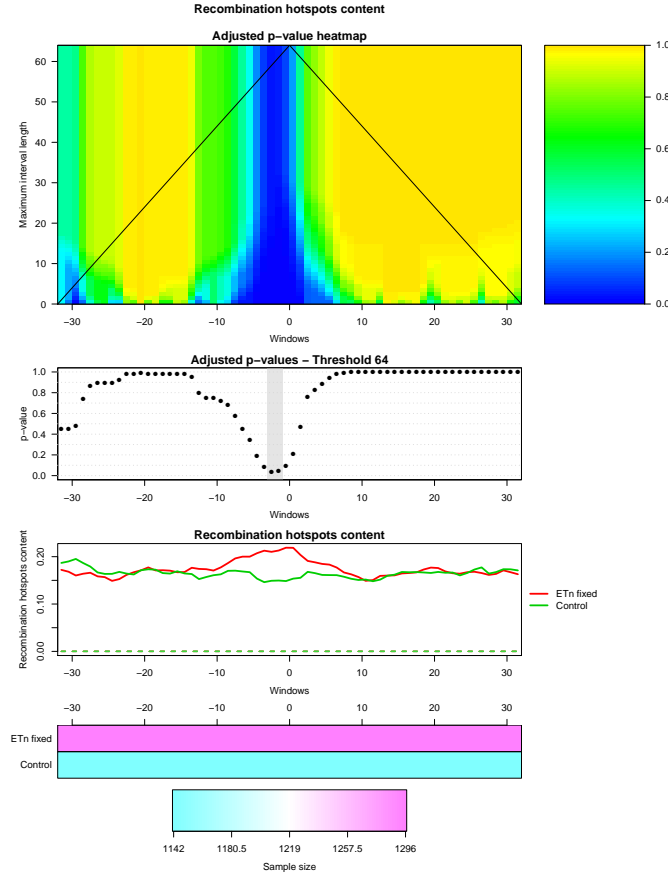 Recombination hotspots content
Adjusted p-value heatmap
Maximum interval length
60
50
40
30
20
10
0
−30 −20 −10 0 10 20 30
Windows
1.0
0.8
0.6
0.4
0.2
0.0
Adjusted p-values − Threshold 64
p-value
1.0
0.8
0.6
0.4
0.2
0.0
−30 −20 −10 0 10 20 30
Windows
Recombination hotspots content
Recombination hotspots content
0.20
0.10
0.00
−30 −20 −10 0 10 20 30
Windows
ETn fixed
Control
−30 −20 −10 0 10 20 30
ETn fixed
Control
1142 1180.5 1219 1257.5 1296
Sample size